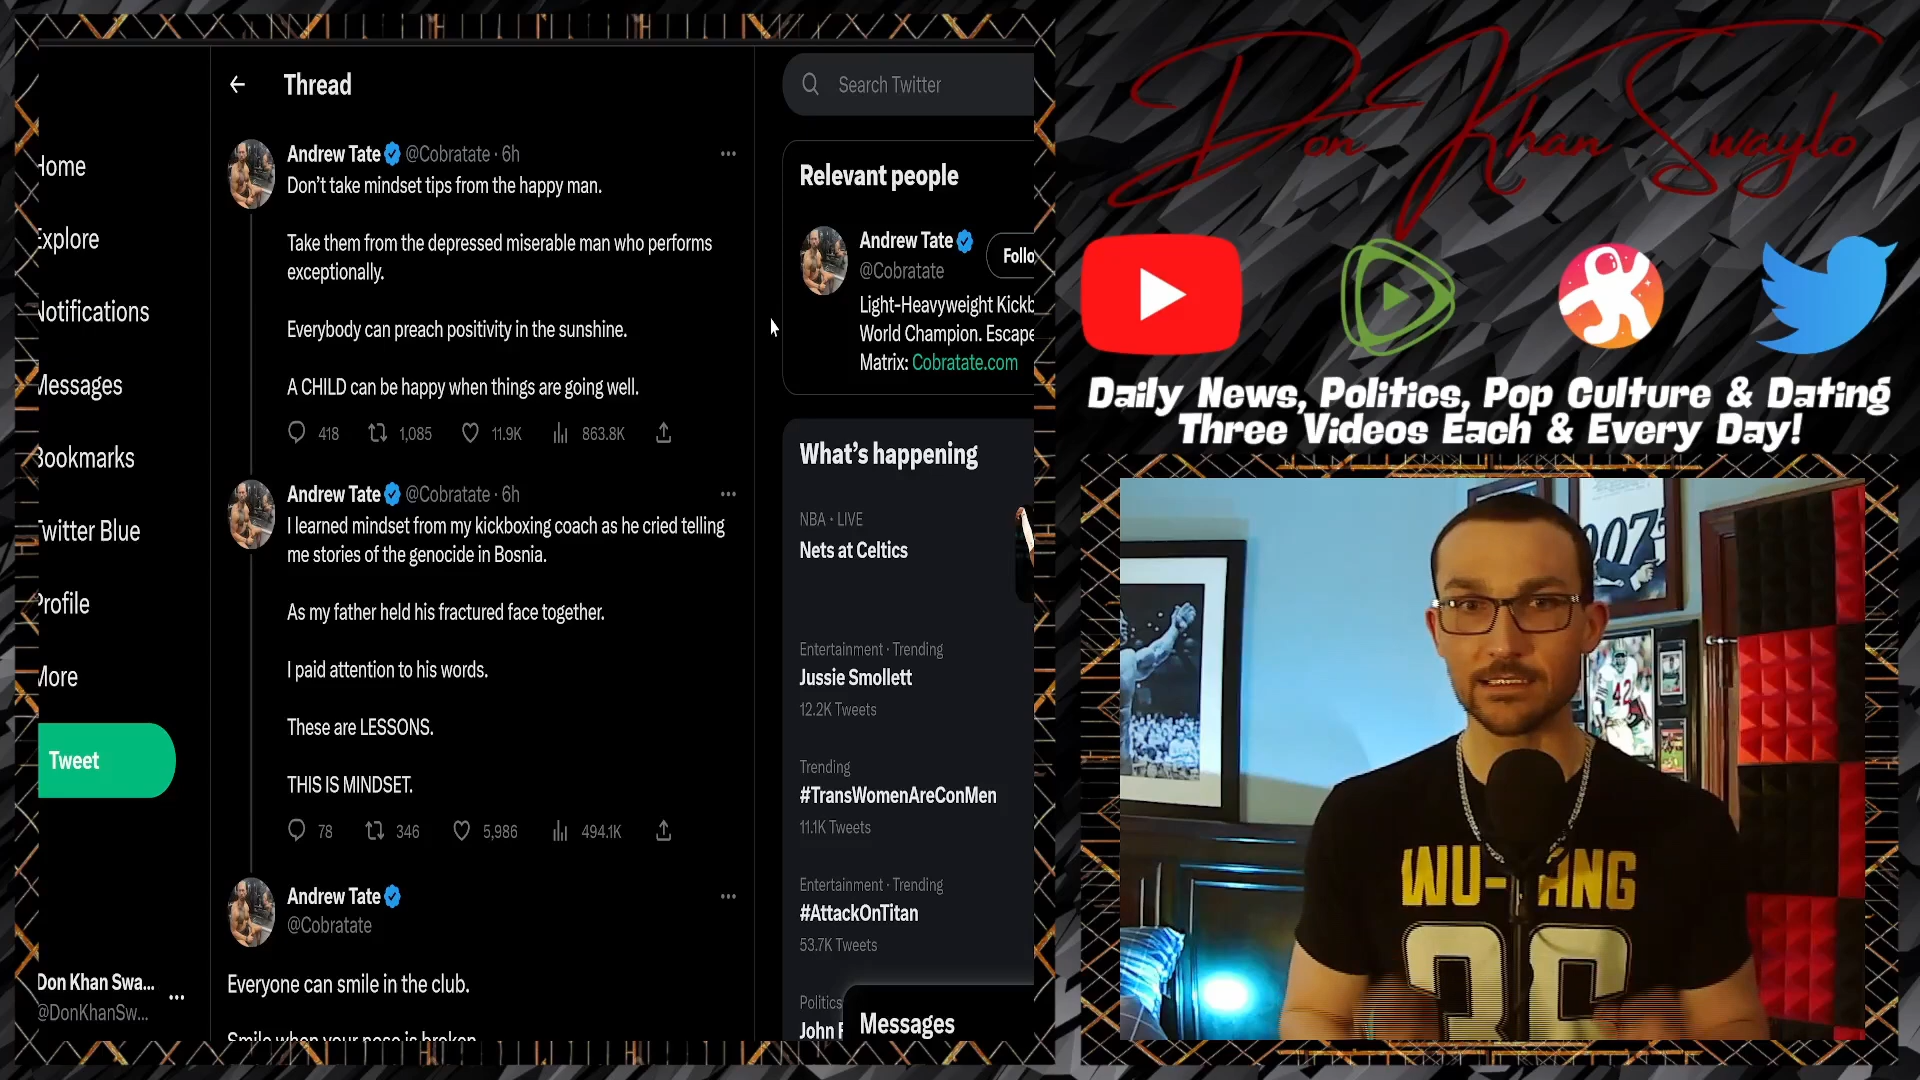 Home
Explore
Notifications
Messages
Bookmarks
Twitter Blue
Profile
More
Tweet
Don Khan Swa...
@DonKhanSw...
Thread
Andrew Tate @Cobratate · 6h
Don't take mindset tips from the happy man.
Take them from the depressed miserable man who performs
exceptionally.
Everybody can preach positivity in the sunshine.
A CHILD can be happy when things are going well.
418 1,085 11.9K 863.8K
Andrew Tate @Cobratate · 6h
I learned mindset from my kickboxing coach as he cried telling
me stories of the genocide in Bosnia.
As my father held his fractured face together.
I paid attention to his words.
These are LESSONS.
THIS IS MINDSET.
78 346 5,986 494.1K
Andrew Tate
@Cobratate
Everyone can smile in the club.
Smile when your nose is broken
Search Twitter
Relevant people
Andrew Tate
@Cobratate
Follo
Light-Heavyweight Kickb
World Champion. Escape
Matrix: Cobratate.com
What's happening
NBA · LIVE
Nets at Celtics
Entertainment · Trending
Jussie Smollett
12.2K Tweets
Trending
#TransWomenAreConMen
11.1K Tweets
Entertainment · Trending
#AttackOnTitan
53.7K Tweets
Politics
John F
Messages
Don Khan Swaylo
Daily News, Politics, Pop Culture & Dating
Three Videos Each & Every Day!
007
42
WU-TANG
36